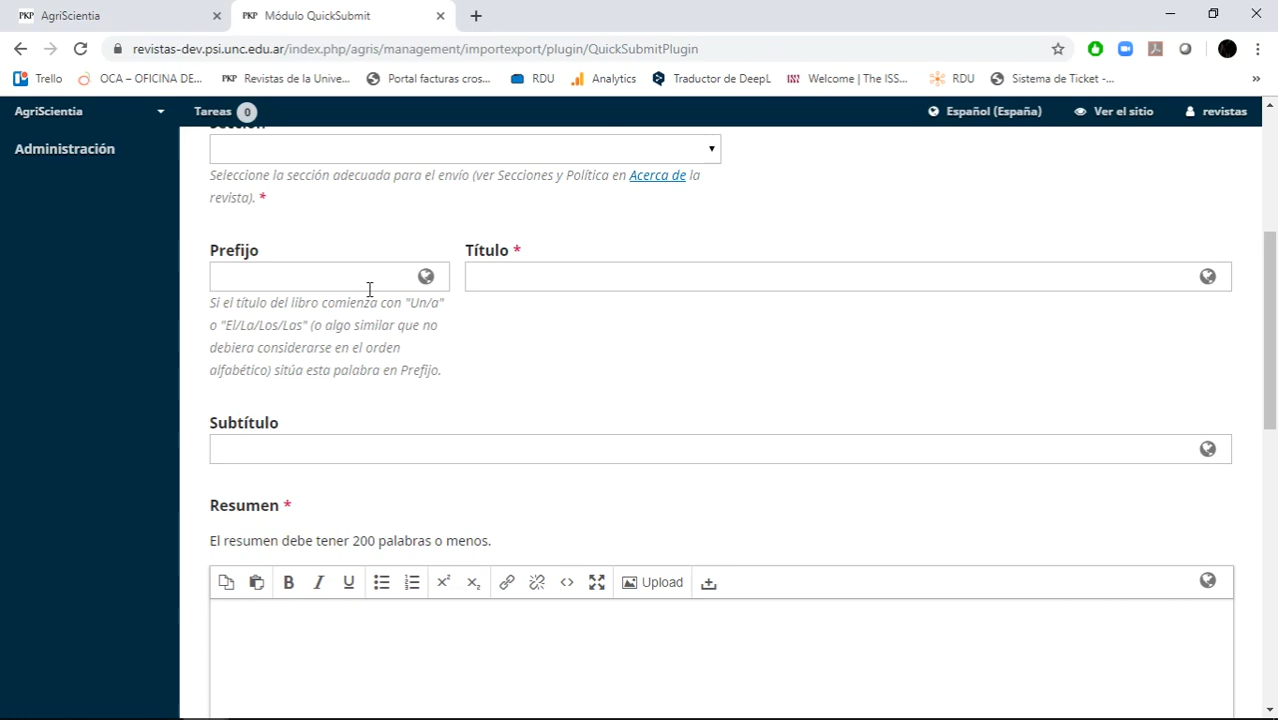 AgriScientia
Módulo QuickSubmit
revistas-dev.psi.unc.edu.ar/index.php/agris/management/importexport/plugin/QuickSubmitPlugin
Trello
OCA – OFICINA DE...
Revistas de la Unive...
Portal facturas cros...
RDU
Analytics
Traductor de DeepL
Welcome | The ISS...
RDU
Sistema de Ticket -...
»
AgriScientia
Tareas 0
Español (España)
Ver el sitio
revistas
Administración
Sección
Seleccione la sección adecuada para el envío (ver Secciones y Política en Acerca de la
revista). *
Prefijo
Título *
Si el título del libro comienza con "Un/a"
o "El/La/Los/Las" (o algo similar que no
debiera considerarse en el orden
alfabético) sitúa esta palabra en Prefijo.
Subtítulo
Resumen *
El resumen debe tener 200 palabras o menos.
B I U x² x₂ Upload